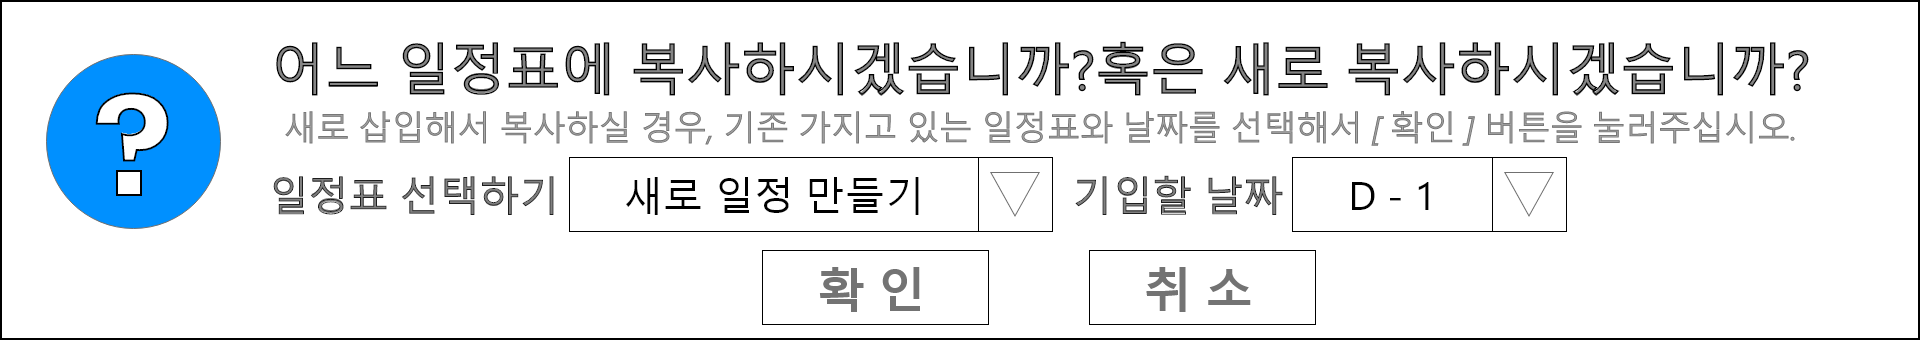 ?
어느 일정표에 복사하시겠습니까?혹은 새로 복사하시겠습니까?
새로 삽입해서 복사하실 경우, 기존 가지고 있는 일정표와 날짜를 선택해서 [ 확인 ] 버튼을 눌러주십시오.
일정표 선택하기 새로 일정 만들기 기입할 날짜 D - 1
확 인 취 소